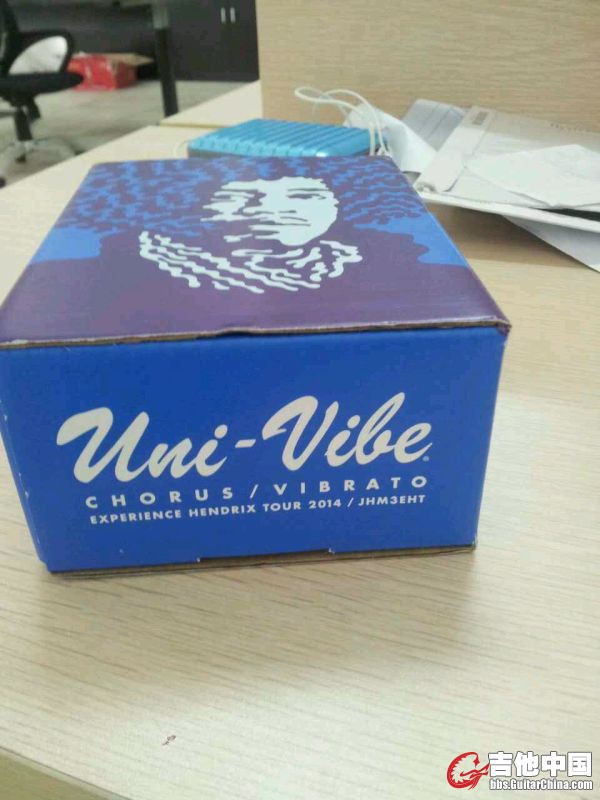 Uni-Vibe®
CHORUS / VIBRATO
EXPERIENCE HENDRIX TOUR 2014 / JHM3EHT
吉他中国
bbs.GuitarChina.com